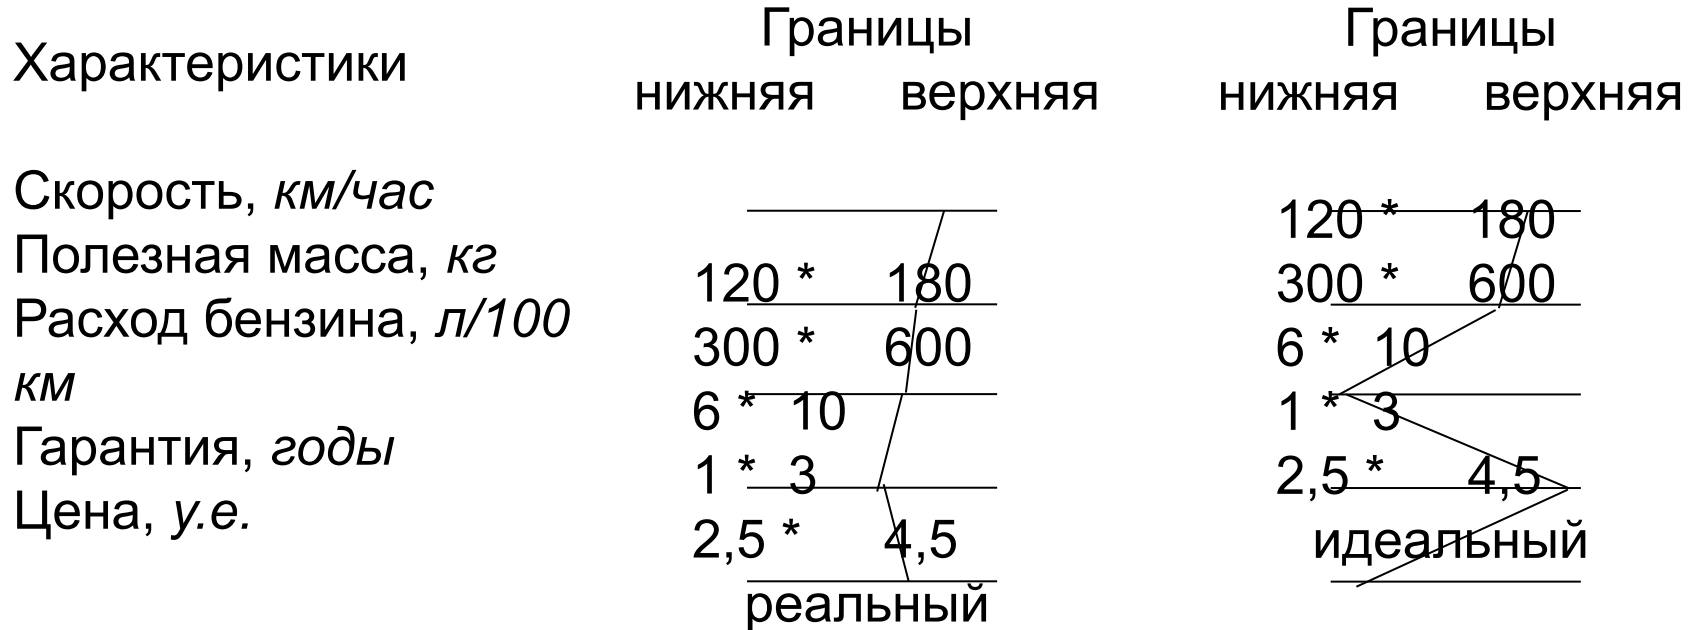 Характеристики
Границы
нижняя верхняя
Границы
нижняя верхняя
Скорость, км/час
Полезная масса, кг
Расход бензина, л/100
км
Гарантия, годы
Цена, у.е.
120 * 180
300 * 600
6 * 10
1 * 3
2,5 * 4,5
реальный
120 * 180
300 * 600
6 * 10
1 * 3
2,5 * 4,5
идеальный